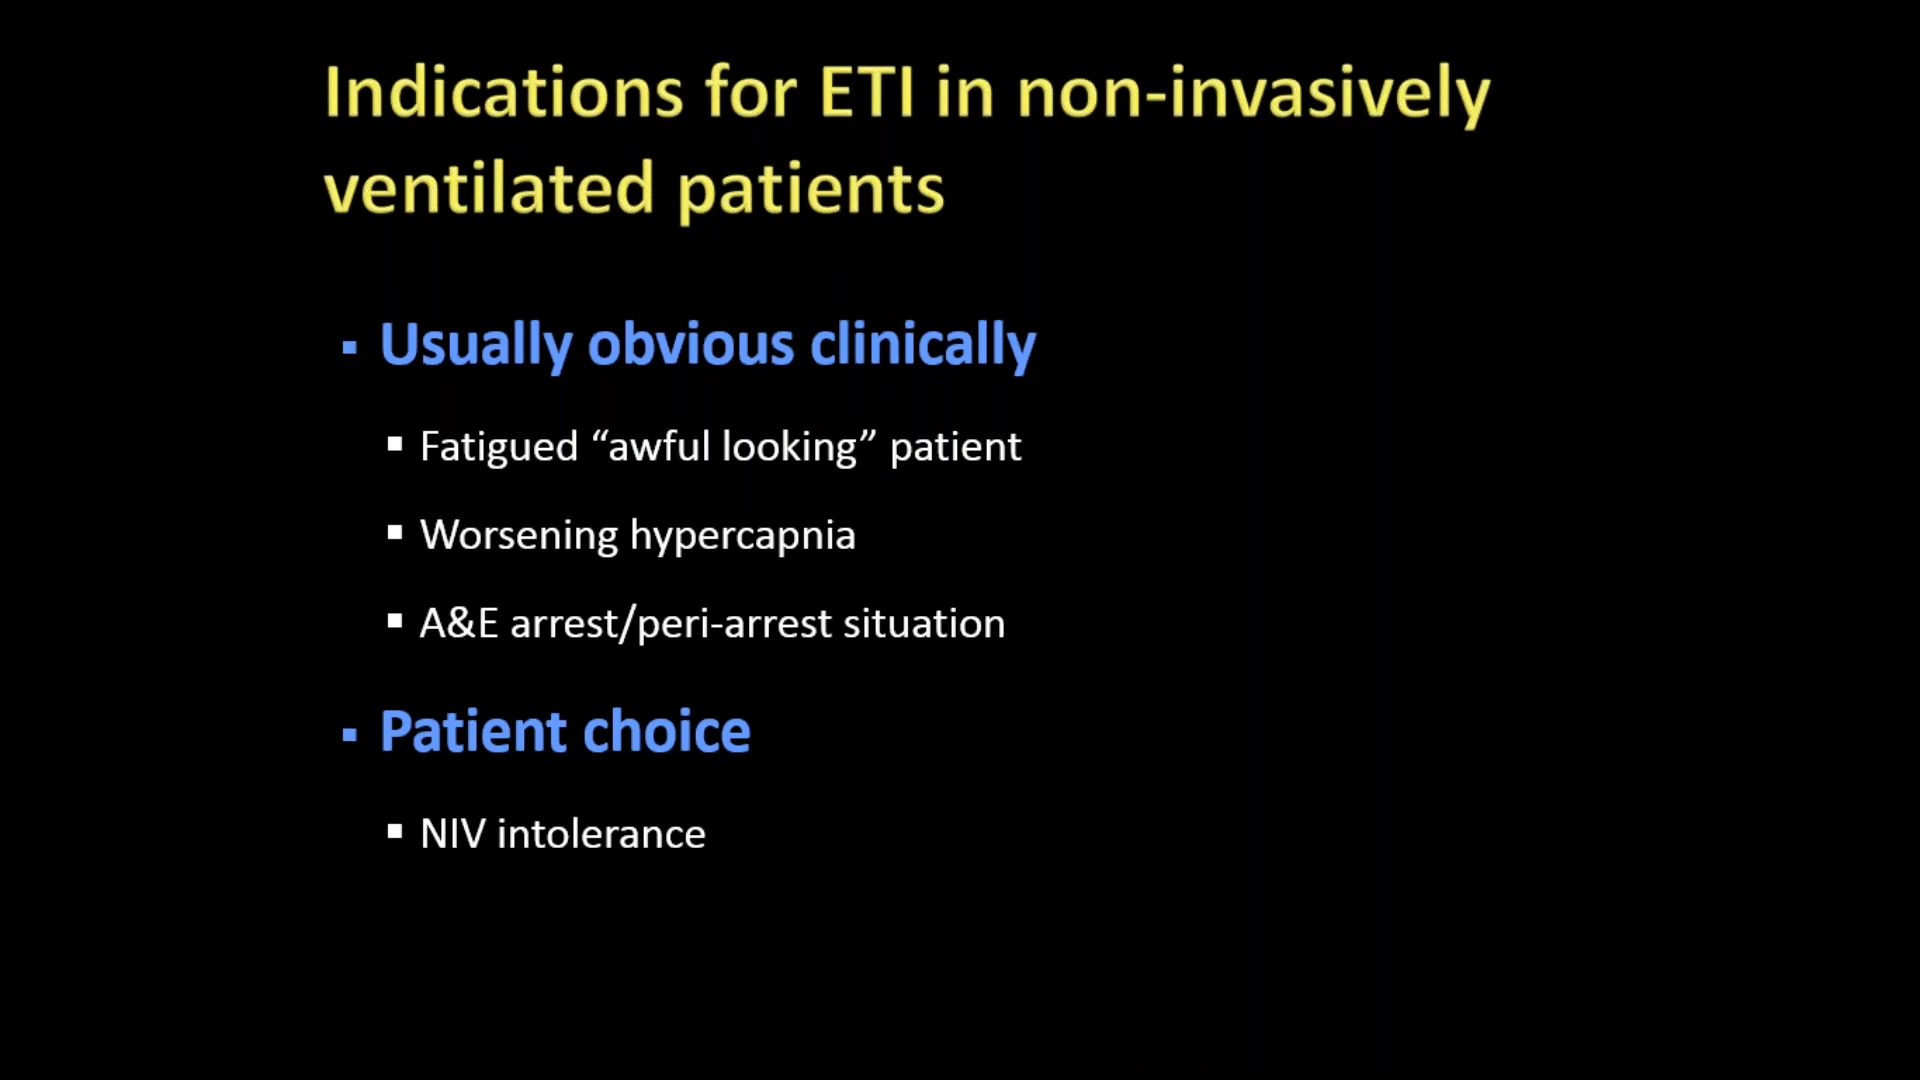 Indications for ETI in non-invasively
ventilated patients
▪ Usually obvious clinically
▪ Fatigued “awful looking” patient
▪ Worsening hypercapnia
▪ A&E arrest/peri-arrest situation
▪ Patient choice
▪ NIV intolerance